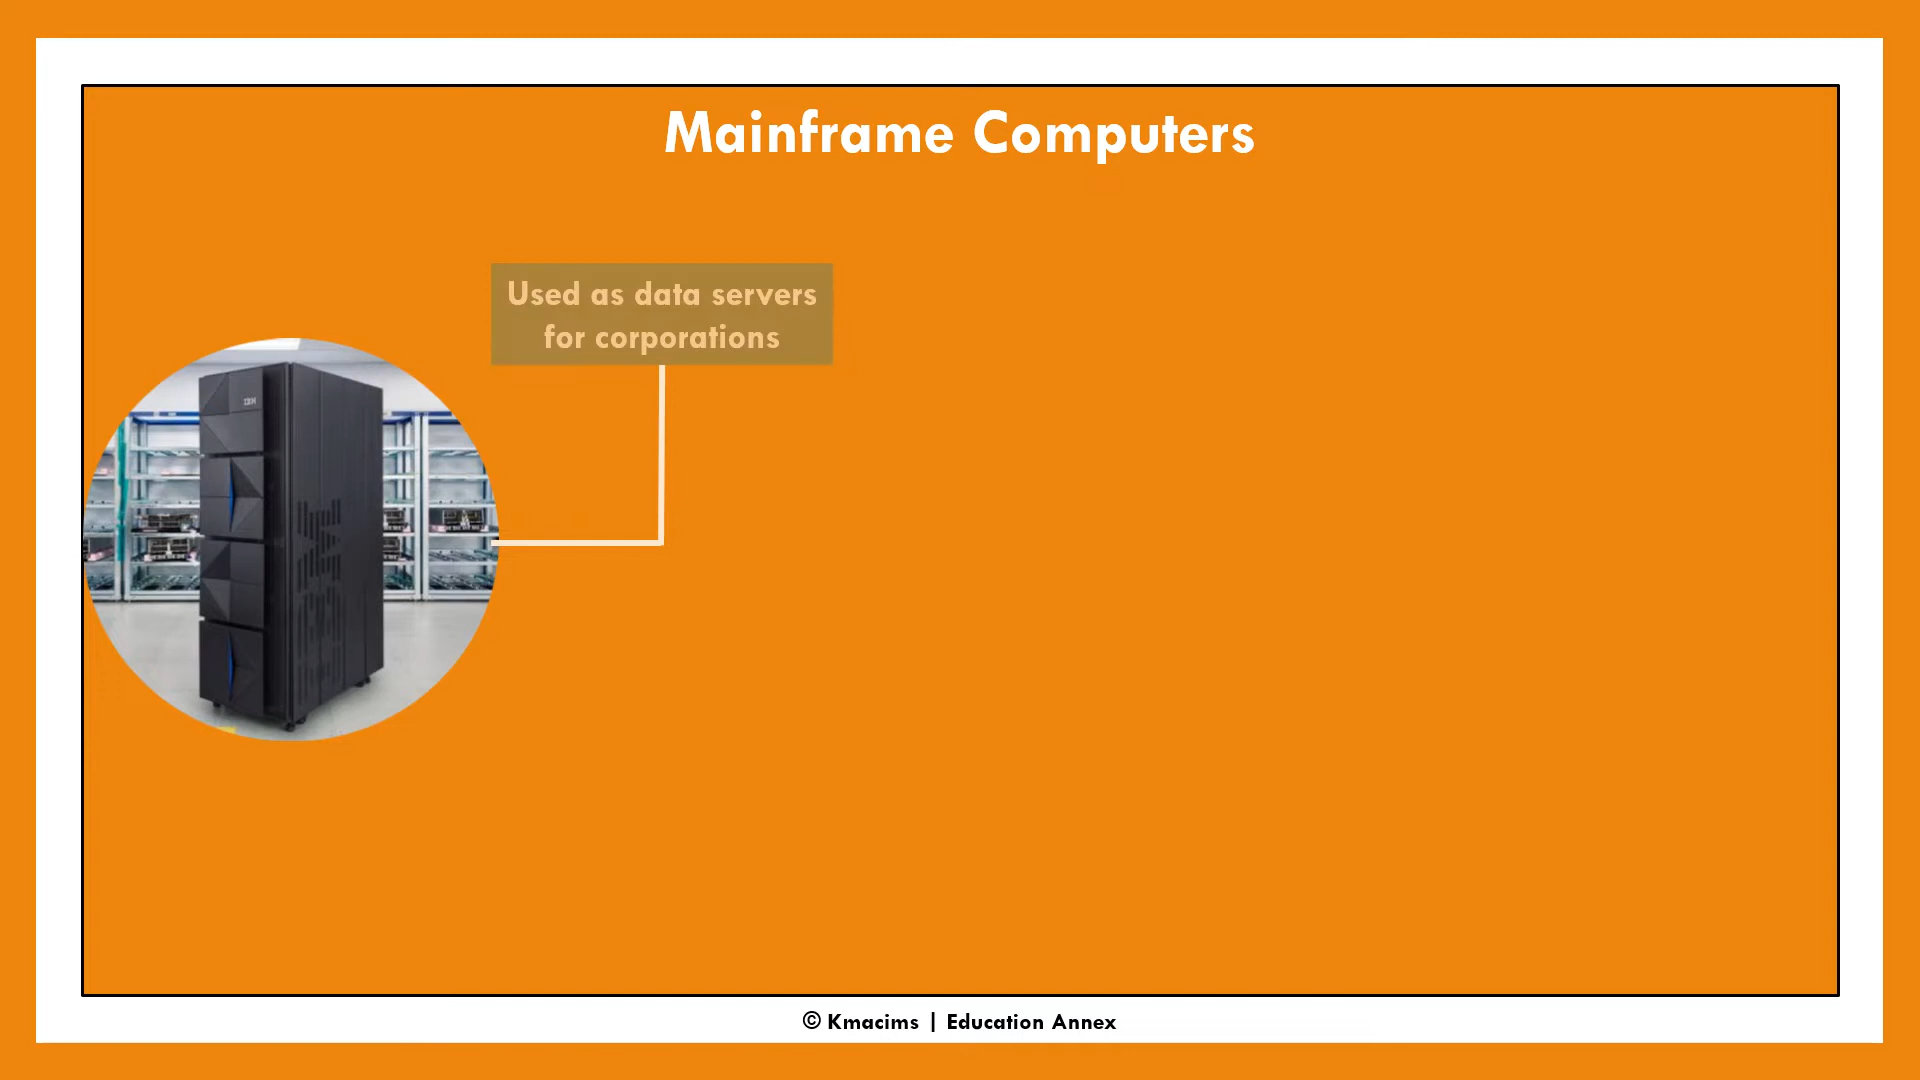 Mainframe Computers
Used as data servers
for corporations
IBM
© Kmacims | Education Annex